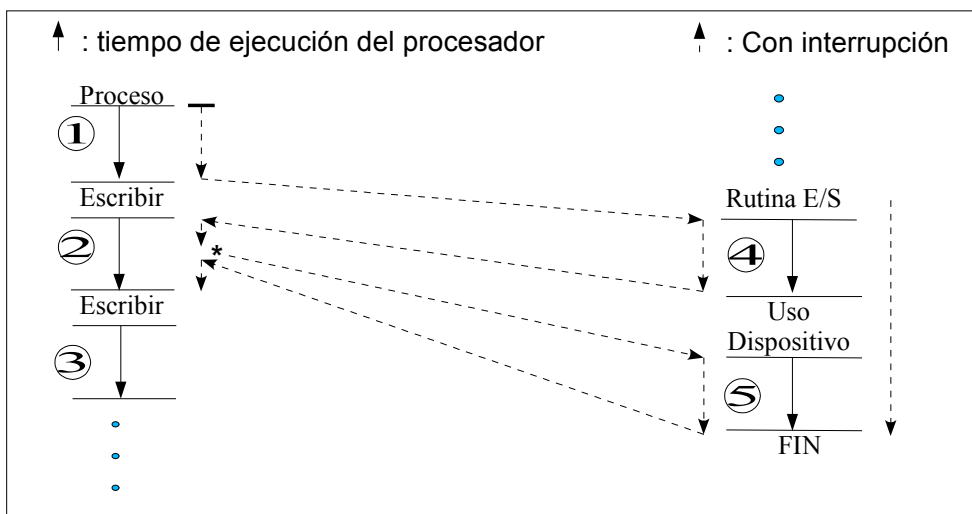 : tiempo de ejecución del procesador
: Con interrupción
Proceso
1
Escribir
2
*
Escribir
3
Rutina E/S
4
Uso
Dispositivo
5
FIN